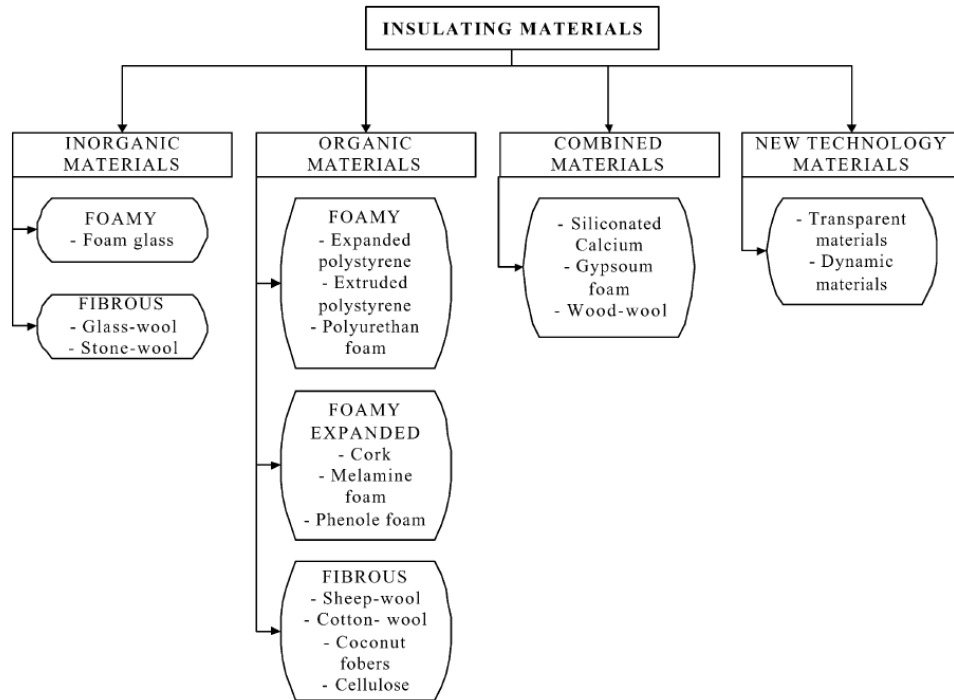 INSULATING MATERIALS
INORGANIC
MATERIALS
ORGANIC
MATERIALS
COMBINED
MATERIALS
NEW TECHNOLOGY
MATERIALS
FOAMY
- Foam glass
FIBROUS
- Glass-wool
- Stone-wool
FOAMY
- Expanded
polystyrene
- Extruded
polystyrene
- Polyurethan
foam
FOAMY
EXPANDED
- Cork
- Melamine
foam
- Phenole foam
FIBROUS
- Sheep-wool
- Cotton- wool
- Coconut
fobers
- Cellulose
- Siliconated
Calcium
- Gypsoum
foam
- Wood-wool
- Transparent
materials
- Dynamic
materials